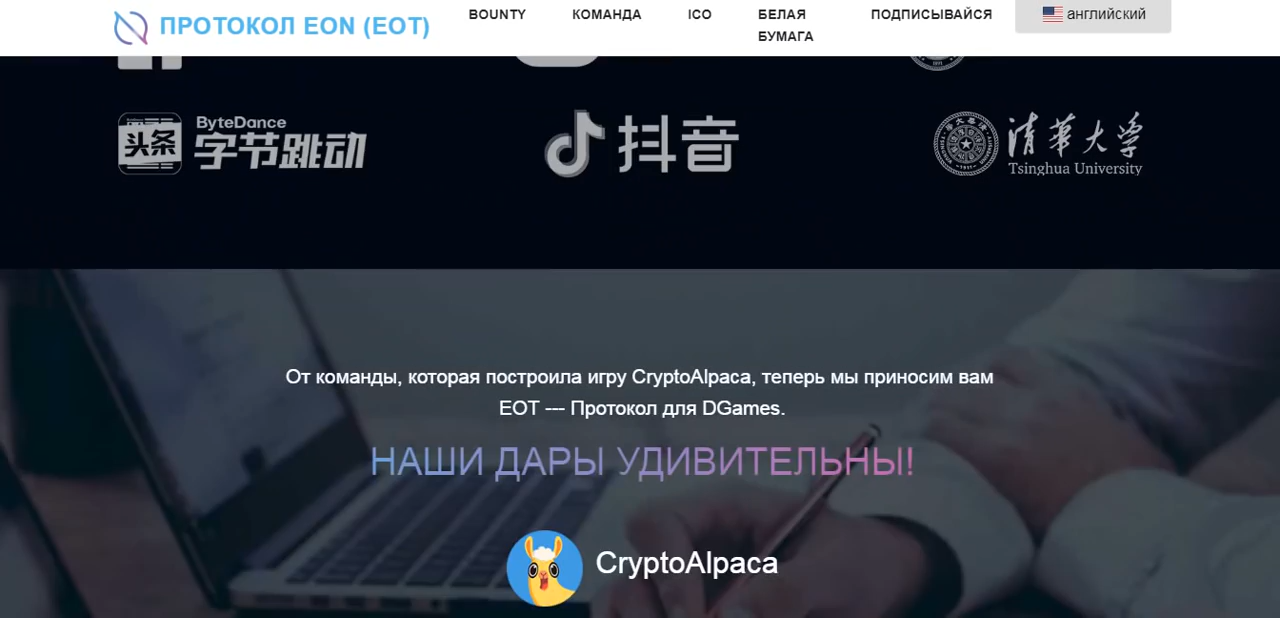 ПРОТОКОЛ EON (EOT)
BOUNTY
КОМАНДА
ICO
БЕЛАЯ
БУМАГА
ПОДПИСЫВАЙСЯ
английский
头条
ByteDance
字节跳动
抖音
清華大学
Tsinghua University
От команды, которая построила игру CryptoAlpaca, теперь мы приносим вам
EOT --- Протокол для DGames.
НАШИ ДАРЫ УДИВИТЕЛЬНЫ!
CryptoAlpaca